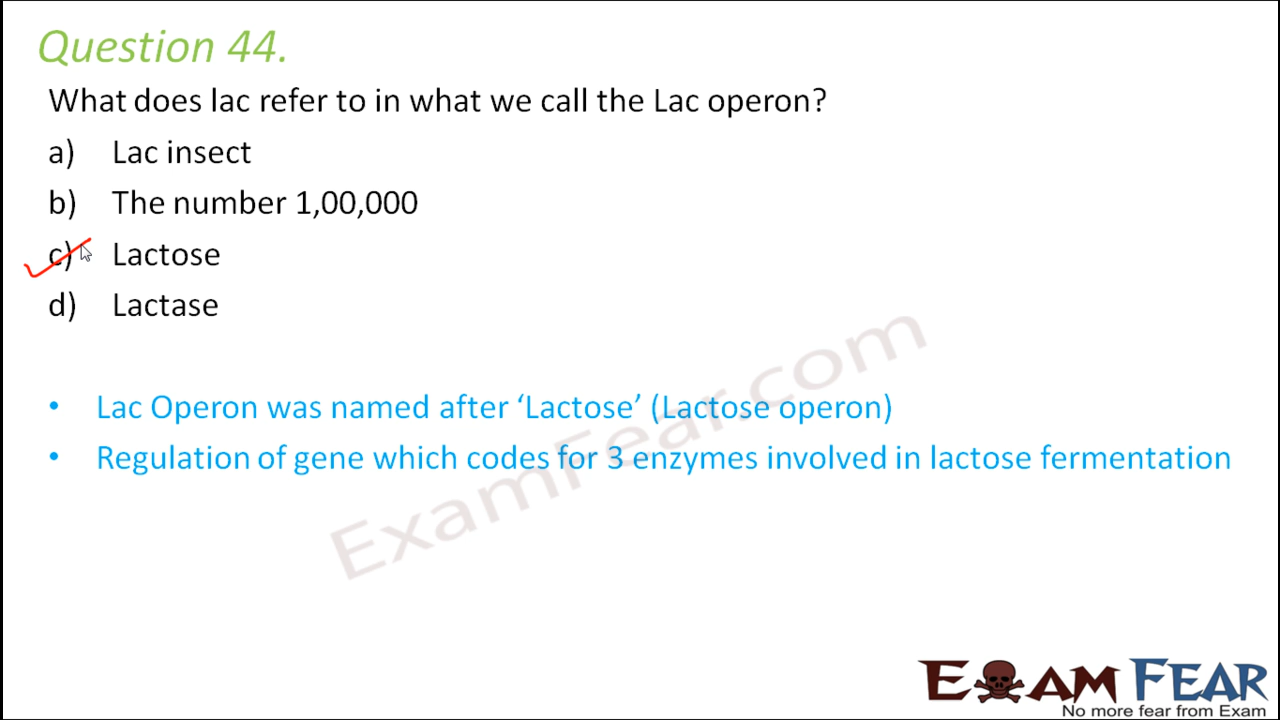 Question 44.
What does lac refer to in what we call the Lac operon?
a) Lac insect
b) The number 1,00,000
c) Lactose
d) Lactase
• Lac Operon was named after ‘Lactose’ (Lactose operon)
• Regulation of gene which codes for 3 enzymes involved in lactose fermentation
ExamFear.com
EXAM FEAR
No more fear from Exam